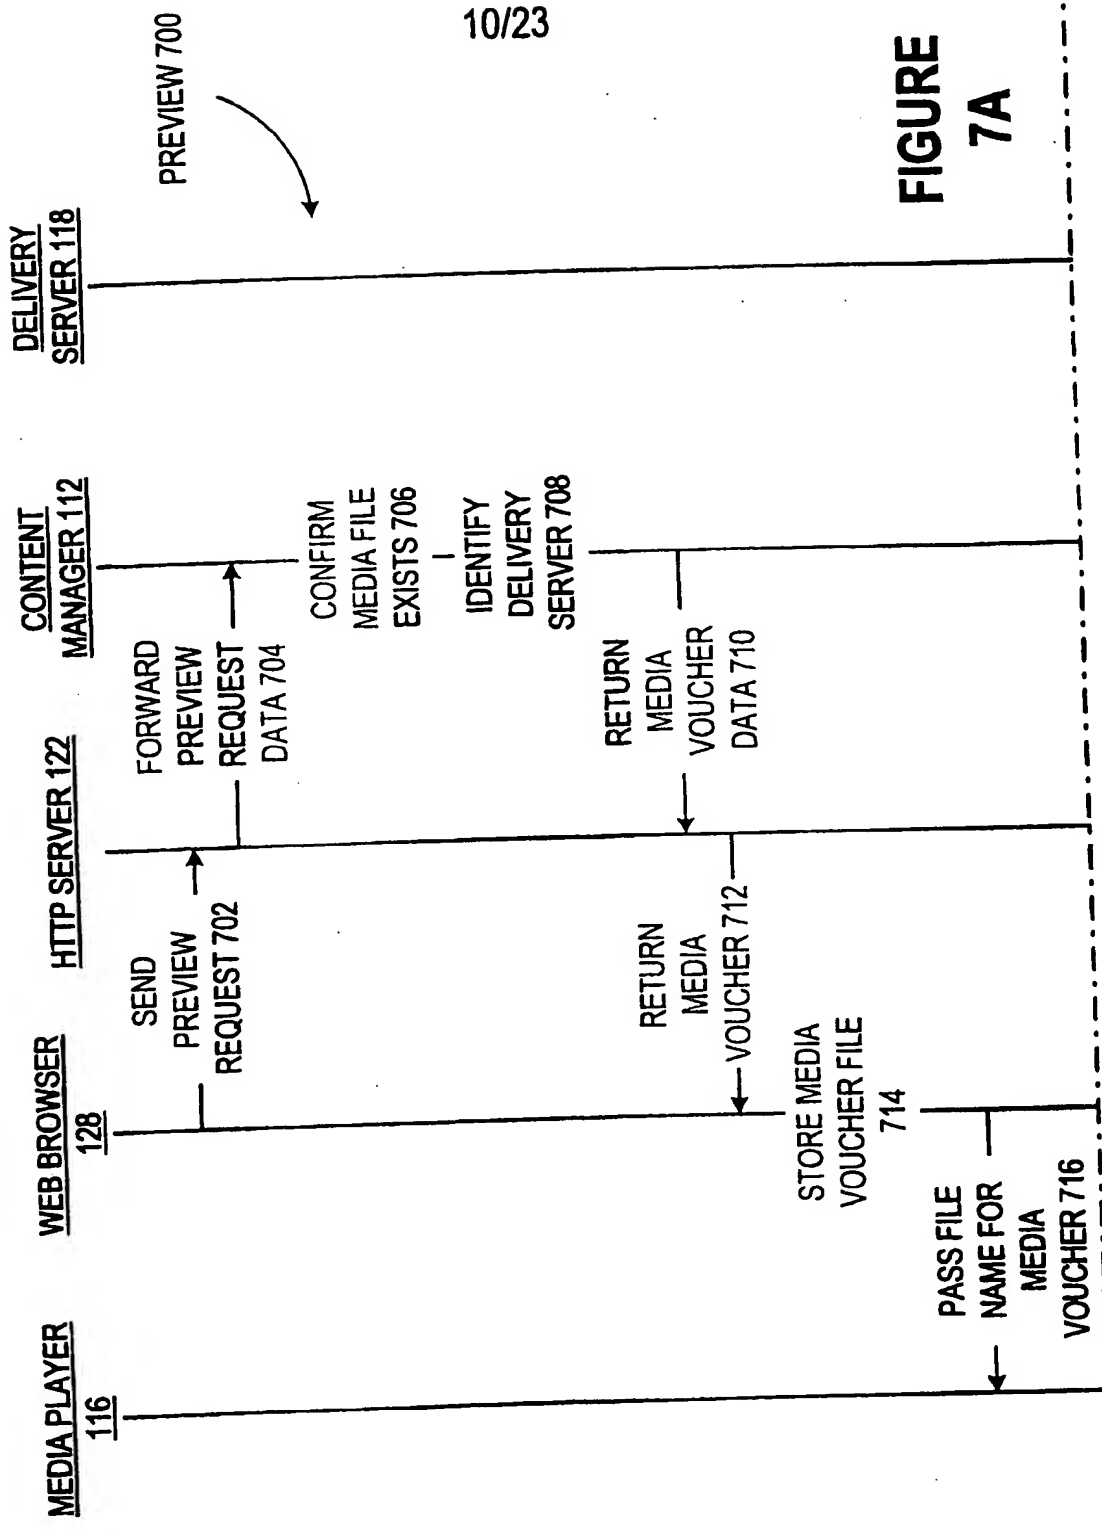 10/23
MEDIA PLAYER
116
WEB BROWSER
128
HTTP SERVER 122
CONTENT
MANAGER 112
DELIVERY
SERVER 118
PREVIEW 700
SEND
PREVIEW
REQUEST 702
FORWARD
PREVIEW
REQUEST
DATA 704
CONFIRM
MEDIA FILE
EXISTS 706
IDENTIFY
DELIVERY
SERVER 708
RETURN
MEDIA
VOUCHER
DATA 710
RETURN
MEDIA
VOUCHER 712
STORE MEDIA
VOUCHER FILE
714
PASS FILE
NAME FOR
MEDIA
VOUCHER 716
FIGURE
7A